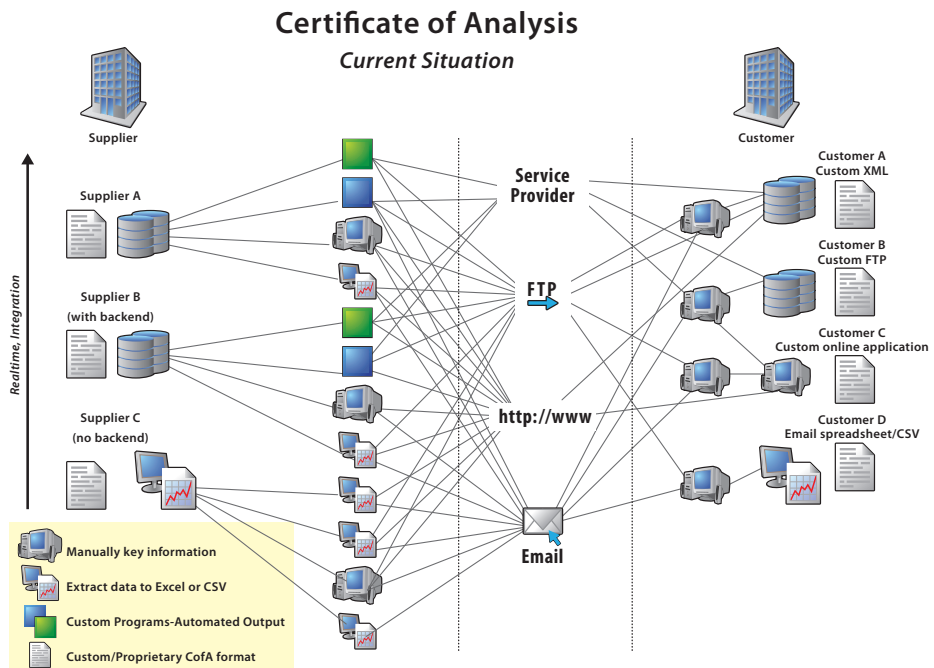 Certificate of Analysis
Current Situation
Supplier
Customer
Realtime, Integration
Supplier A
Supplier B
(with backend)
Supplier C
(no backend)
Service
Provider
FTP
http://www
Email
Customer A
Custom XML
Customer B
Custom FTP
Customer C
Custom online application
Customer D
Email spreadsheet/CSV
Manually key information
Extract data to Excel or CSV
Custom Programs-Automated Output
Custom/Proprietary CofA format